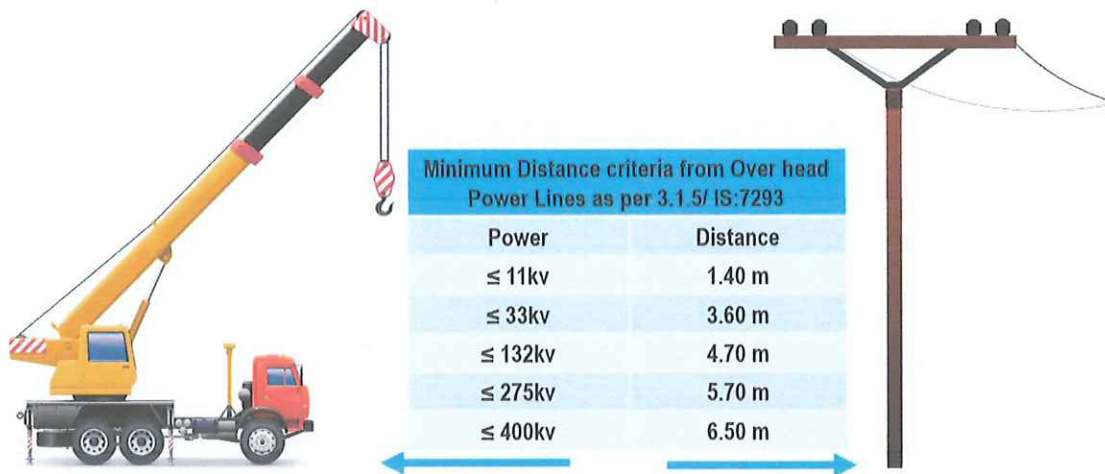 Minimum Distance criteria from Over head
Power Lines as per 3.1.5/ IS:7293
Power Distance
≤ 11kv 1.40 m
≤ 33kv 3.60 m
≤ 132kv 4.70 m
≤ 275kv 5.70 m
≤ 400kv 6.50 m